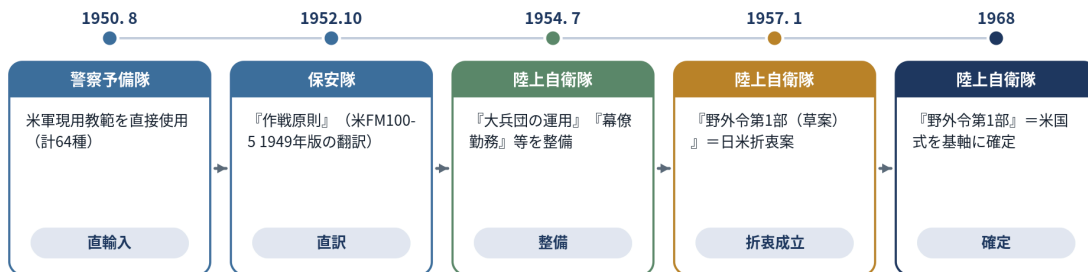 1950. 8
1952.10
1954. 7
1957. 1
1968
警察予備隊
米軍現用教範を直接使用
（計64種）
直輸入
保安隊
『作戦原則』（米FM100-
5 1949年版の翻訳）
直訳
陸上自衛隊
『大兵団の運用』『幕僚
勤務』等を整備
整備
陸上自衛隊
『野外令第1部（草案）
』＝日米折衷案
折衷成立
陸上自衛隊
『野外令第1部』＝米国
式を基軸に確定
確定